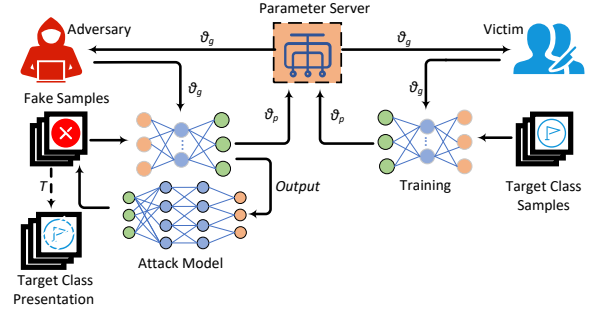 Parameter Server
Adversary
Victim
ϑg
ϑg
ϑg
ϑg
Fake Samples
ϑp
ϑp
T
Output
Training
Target Class
Samples
Attack Model
Target Class
Presentation